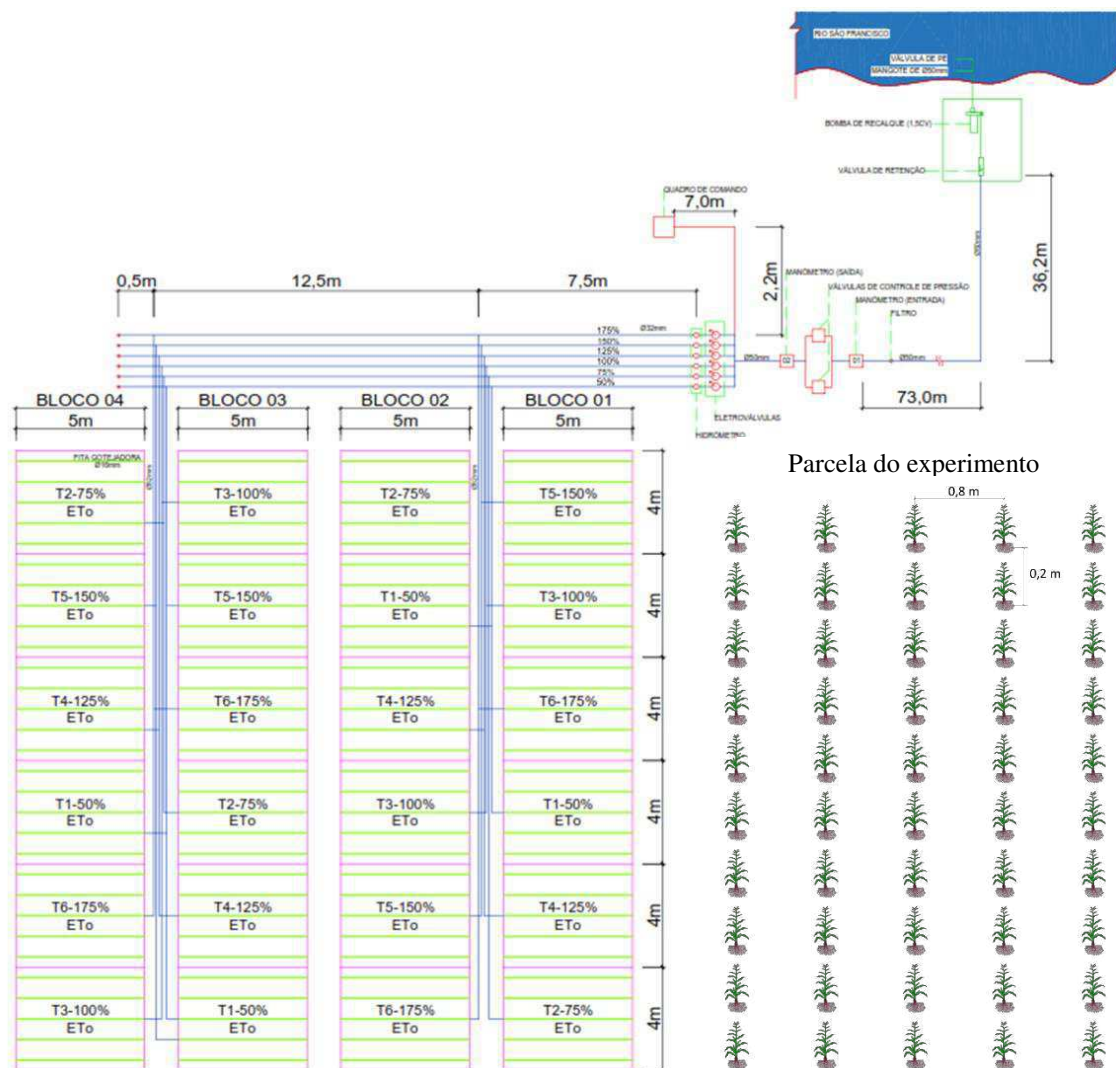 RIO SÃO FRANCISCO
VÁLVULA DE PÉ
MANGOTE DE Ø50mm
BOMBA DE RECALQUE (1,5CV)
VÁLVULA DE RETENÇÃO
Ø50mm
36,2m
QUADRO DE COMANDO
7,0m
2,2m
MANÔMETRO (SAÍDA)
VÁLVULAS DE CONTROLE DE PRESSÃO
MANÔMETRO (ENTRADA)
FILTRO
Ø50mm
Ø50mm
73,0m
0,5m
12,5m
7,5m
175%
Ø32mm
150%
125%
100%
75%
50%
ELETROVÁLVULAS
HIDRÔMETRO
BLOCO 04
BLOCO 03
BLOCO 02
BLOCO 01
5m
5m
5m
5m
FITA GOTEJADORA
Ø16mm
Ø32mm
Ø32mm
T2-75%
ETo
T3-100%
ETo
T2-75%
ETo
T5-150%
ETo
4m
T5-150%
ETo
T5-150%
ETo
T1-50%
ETo
T3-100%
ETo
4m
T4-125%
ETo
T6-175%
ETo
T4-125%
ETo
T6-175%
ETo
4m
T1-50%
ETo
T2-75%
ETo
T3-100%
ETo
T1-50%
ETo
4m
T6-175%
ETo
T4-125%
ETo
T5-150%
ETo
T4-125%
ETo
4m
T3-100%
ETo
T1-50%
ETo
T6-175%
ETo
T2-75%
ETo
4m
Parcela do experimento
0,8 m
0,2 m